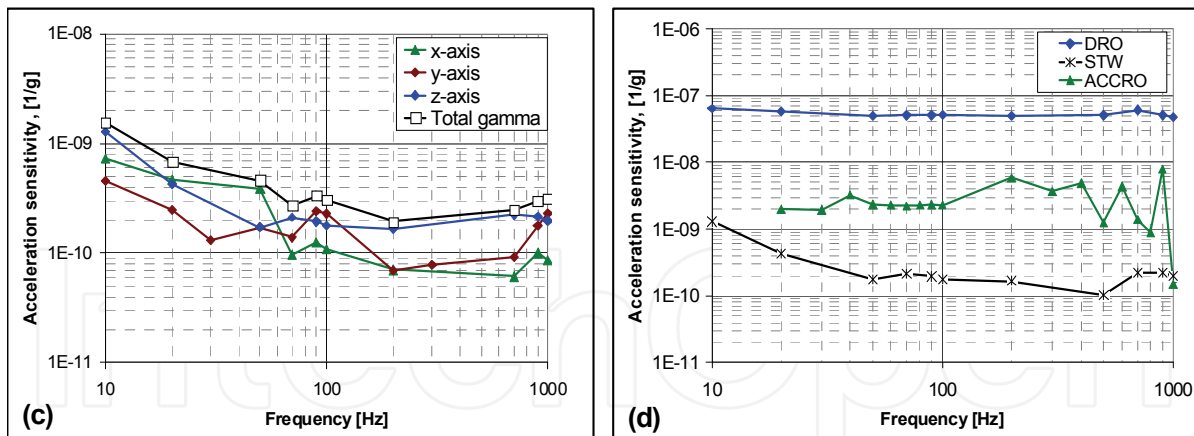 1E-08
1E-09
1E-10
1E-11
Acceleration sensitivity, [1/g]
x-axis
y-axis
z-axis
Total gamma
10
100
1000
Frequency [Hz]
(c)
1E-06
1E-07
1E-08
1E-09
1E-10
1E-11
Acceleration sensitivity, [1/g]
DRO
STW
ACCRO
10
100
1000
Frequency [Hz]
(d)